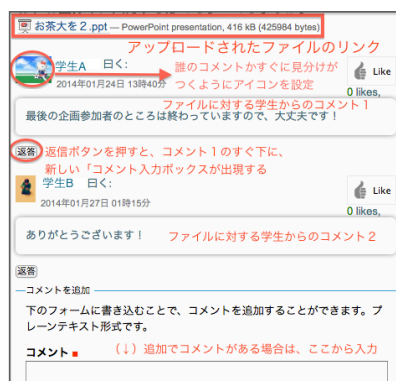 お茶大を２.ppt — PowerPoint presentation, 416 kB (425984 bytes)
アップロードされたファイルのリンク
学生A 曰く:
誰のコメントかすぐに見分けが
つくようにアイコンを設定
Like
2014年01月24日 13時40分
0 likes,
ファイルに対する学生からのコメント１
最後の企画参加者のところは終わっていますので、大丈夫です！
返答
返信ボタンを押すと、コメント１のすぐ下に、
新しい「コメント入力ボックスが出現する
学生B 曰く:
Like
2014年01月27日 01時15分
0 likes,
ありがとうございます！
ファイルに対する学生からのコメント２
返答
コメントを追加
下のフォームに書き込むことで、コメントを追加することができます。プ
レーンテキスト形式です。
コメント
（↓）追加でコメントがある場合は、ここから入力